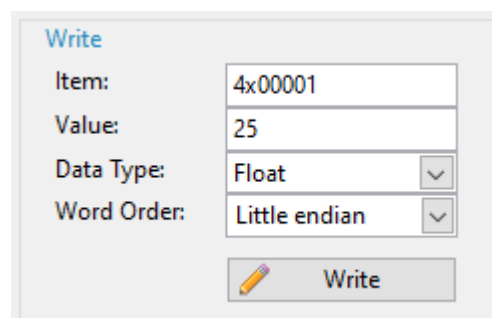 Write
Item: 4x00001
Value: 25
Data Type: Float
Word Order: Little endian
Write